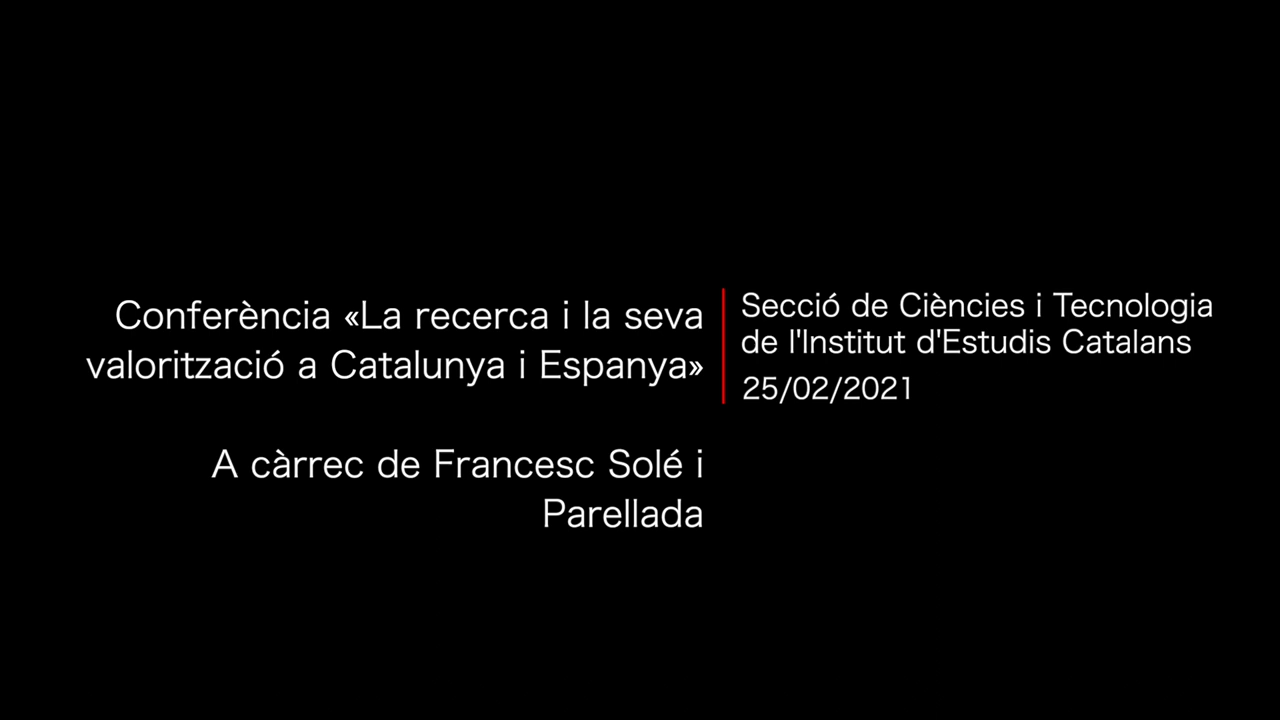 Conferència «La recerca i la seva
valorització a Catalunya i Espanya»
A càrrec de Francesc Solé i
Parellada
Secció de Ciències i Tecnologia
de l'Institut d'Estudis Catalans
25/02/2021